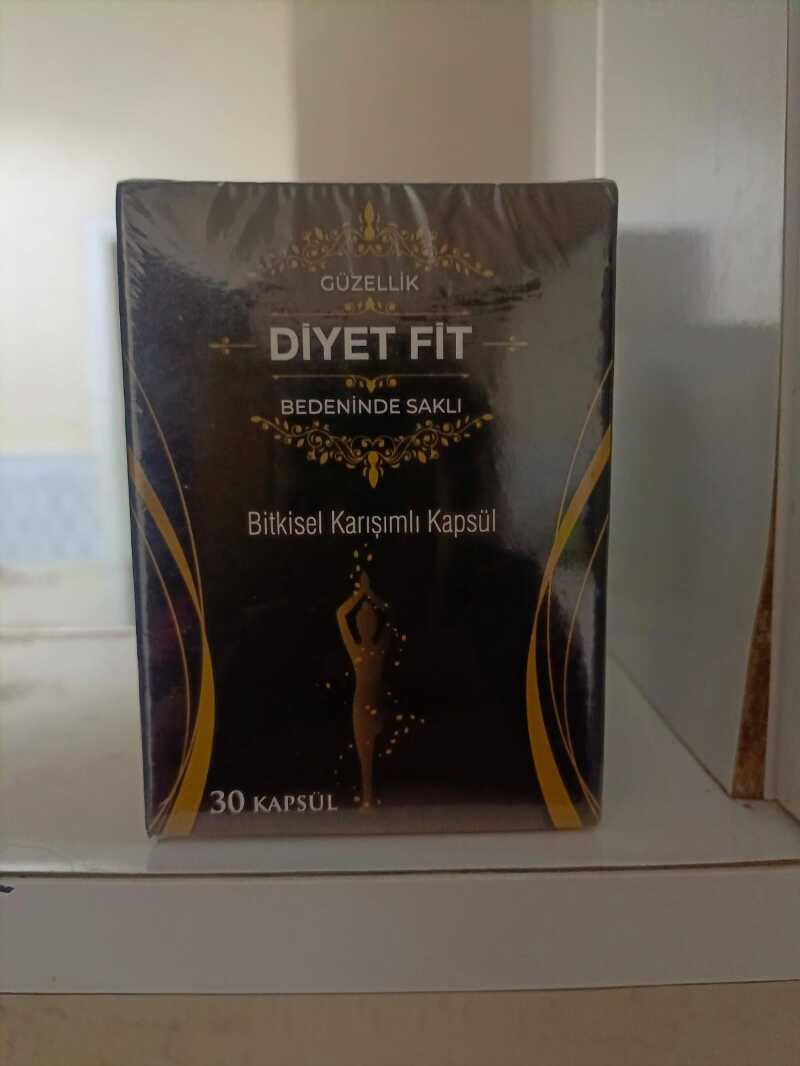 GÜZELLİK
DİYET FİT
BEDENİNDE SAKLI
Bitkisel Karışımlı Kapsül
30 KAPSÜL